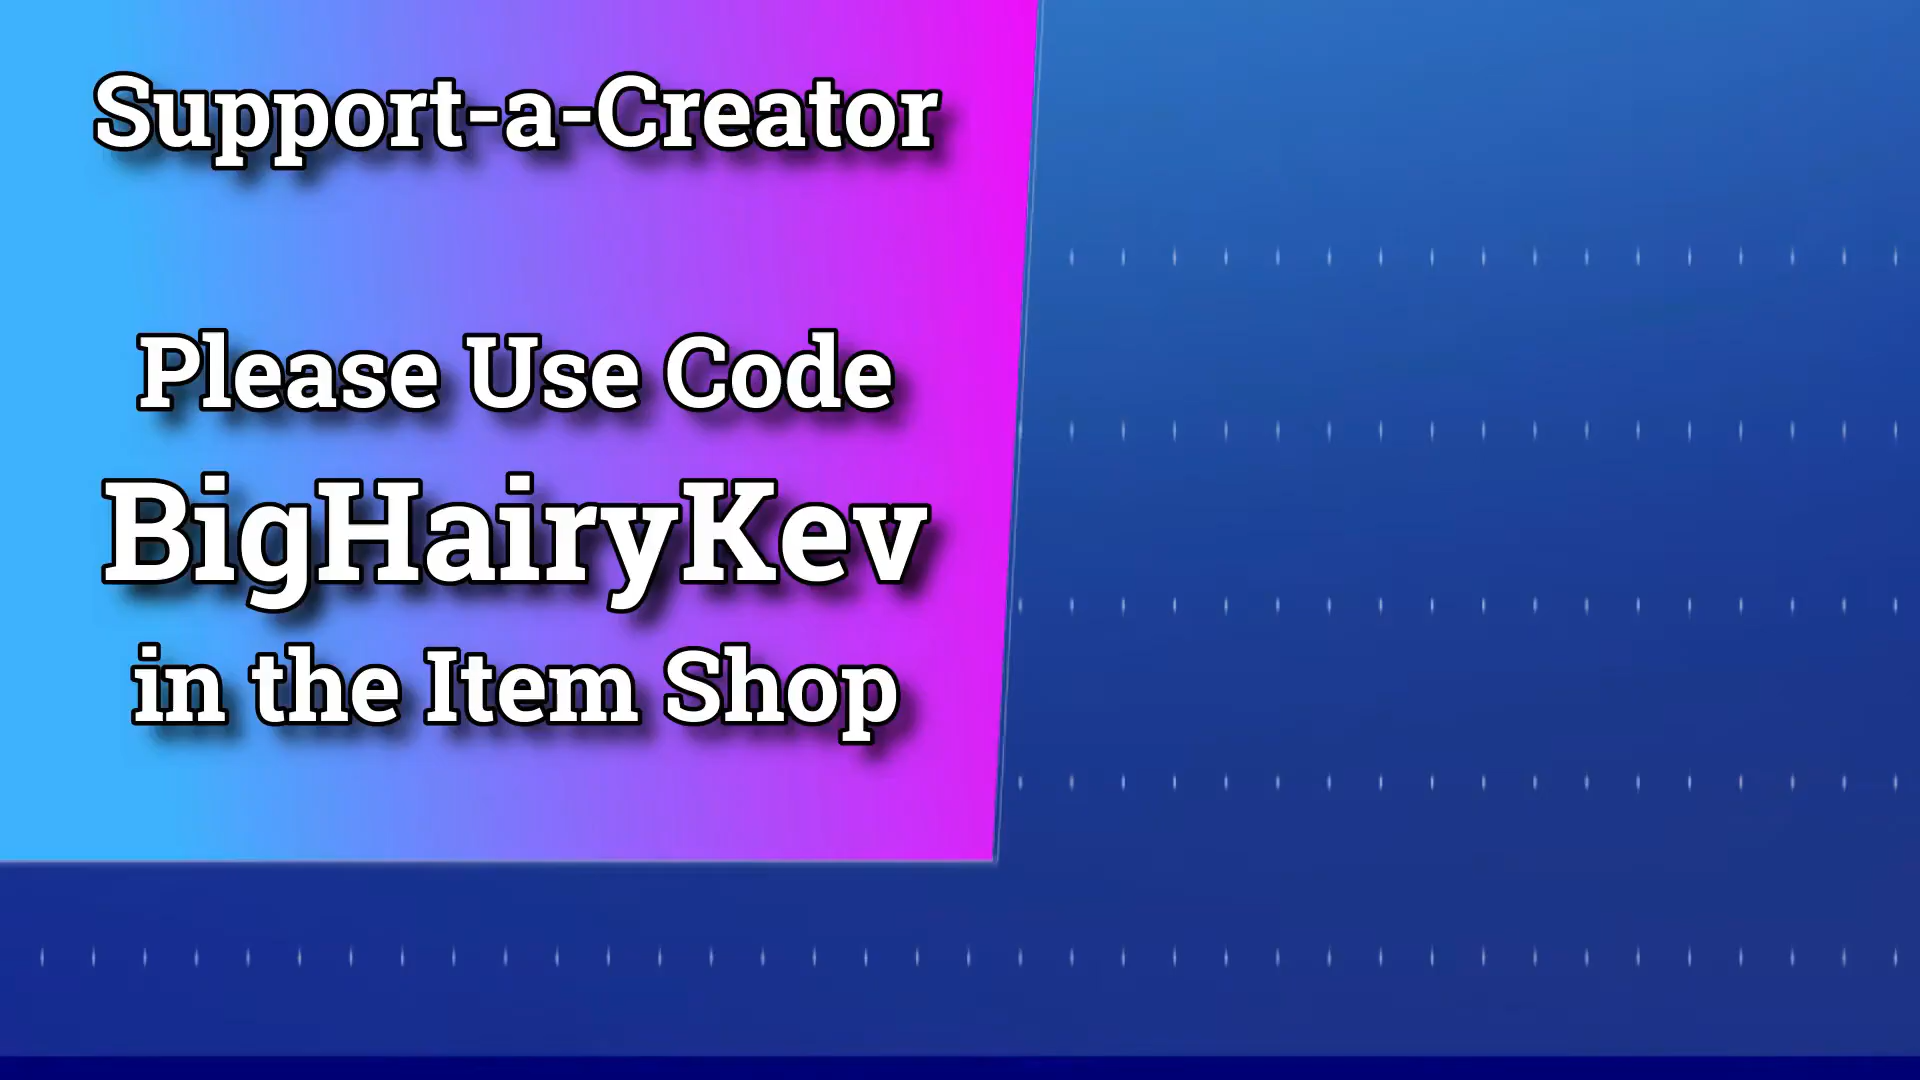 Support-a-Creator
Please Use Code
BigHairyKev
in the Item Shop